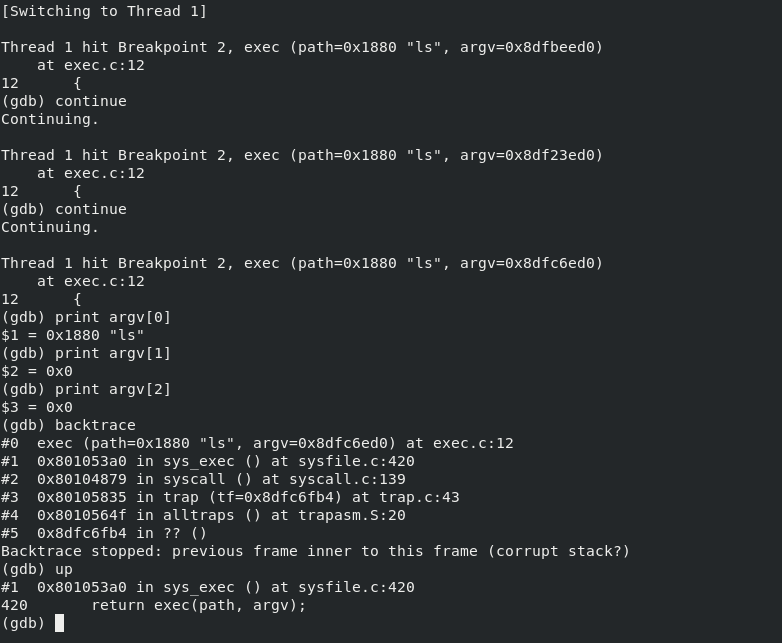 [Switching to Thread 1]

Thread 1 hit Breakpoint 2, exec (path=0x1880 "ls", argv=0x8dfbeed0)
    at exec.c:12
12      {
(gdb) continue
Continuing.

Thread 1 hit Breakpoint 2, exec (path=0x1880 "ls", argv=0x8df23ed0)
    at exec.c:12
12      {
(gdb) continue
Continuing.

Thread 1 hit Breakpoint 2, exec (path=0x1880 "ls", argv=0x8dfc6ed0)
    at exec.c:12
12      {
(gdb) print argv[0]
$1 = 0x1880 "ls"
(gdb) print argv[1]
$2 = 0x0
(gdb) print argv[2]
$3 = 0x0
(gdb) backtrace
#0  exec (path=0x1880 "ls", argv=0x8dfc6ed0) at exec.c:12
#1  0x801053a0 in sys_exec () at sysfile.c:420
#2  0x80104879 in syscall () at syscall.c:139
#3  0x80105835 in trap (tf=0x8dfc6fb4) at trap.c:43
#4  0x8010564f in alltraps () at trapasm.S:20
#5  0x8dfc6fb4 in ?? ()
Backtrace stopped: previous frame inner to this frame (corrupt stack?)
(gdb) up
#1  0x801053a0 in sys_exec () at sysfile.c:420
420       return exec(path, argv);
(gdb)